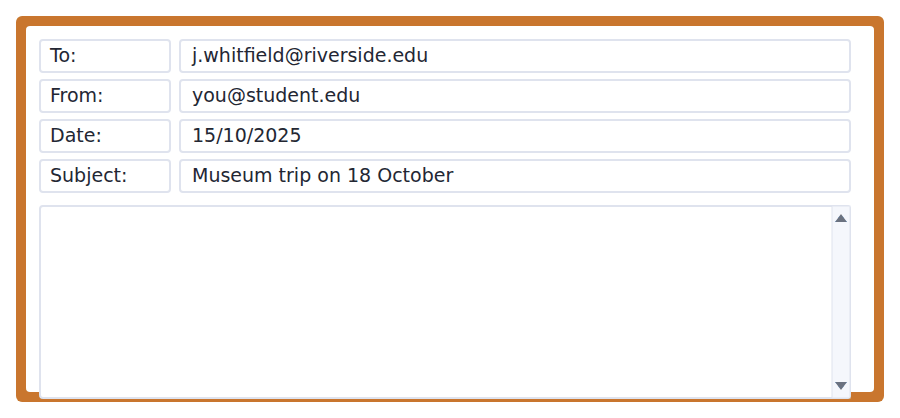 To: j.whitfield@riverside.edu
From: you@student.edu
Date: 15/10/2025
Subject: Museum trip on 18 October